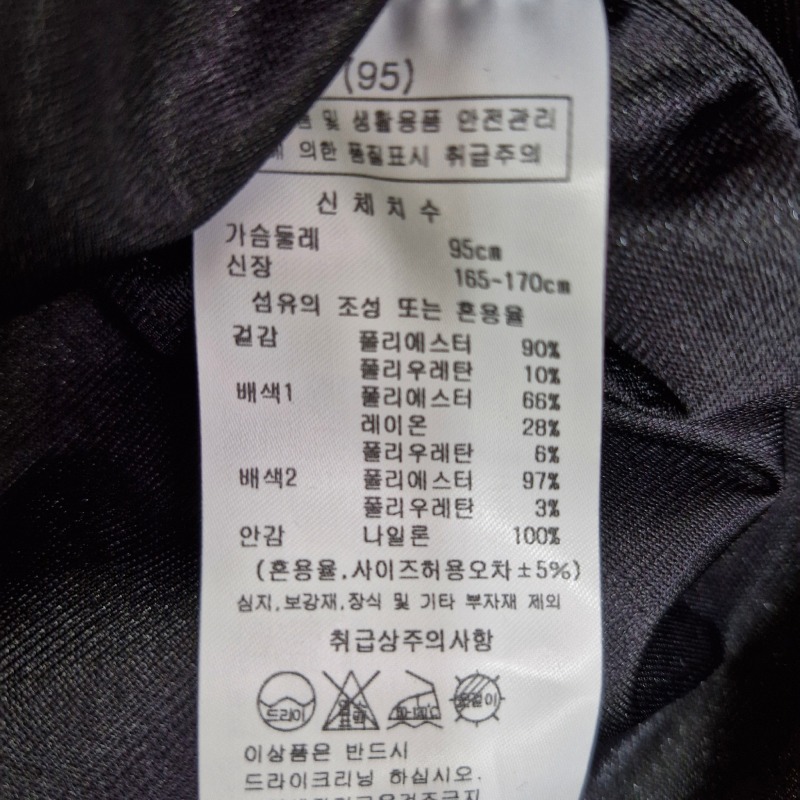 (95)
및 생활용품 안전관리
의한 품질표시 취급주의
신 체 치 수
가슴둘레 95cm
신장 165-170cm
섬유의 조성 또는 혼용율
겉감 폴리에스터 90%
폴리우레탄 10%
배색1 폴리에스터 66%
레이온 28%
폴리우레탄 6%
배색2 폴리에스터 97%
폴리우레탄 3%
안감 나일론 100%
(혼용율.사이즈허용오차±5%)
심지.보강재.장식 및 기타 부자재 제외
취급상주의사항
드라이
이상품은 반드시
드라이크리닝 하십시오.